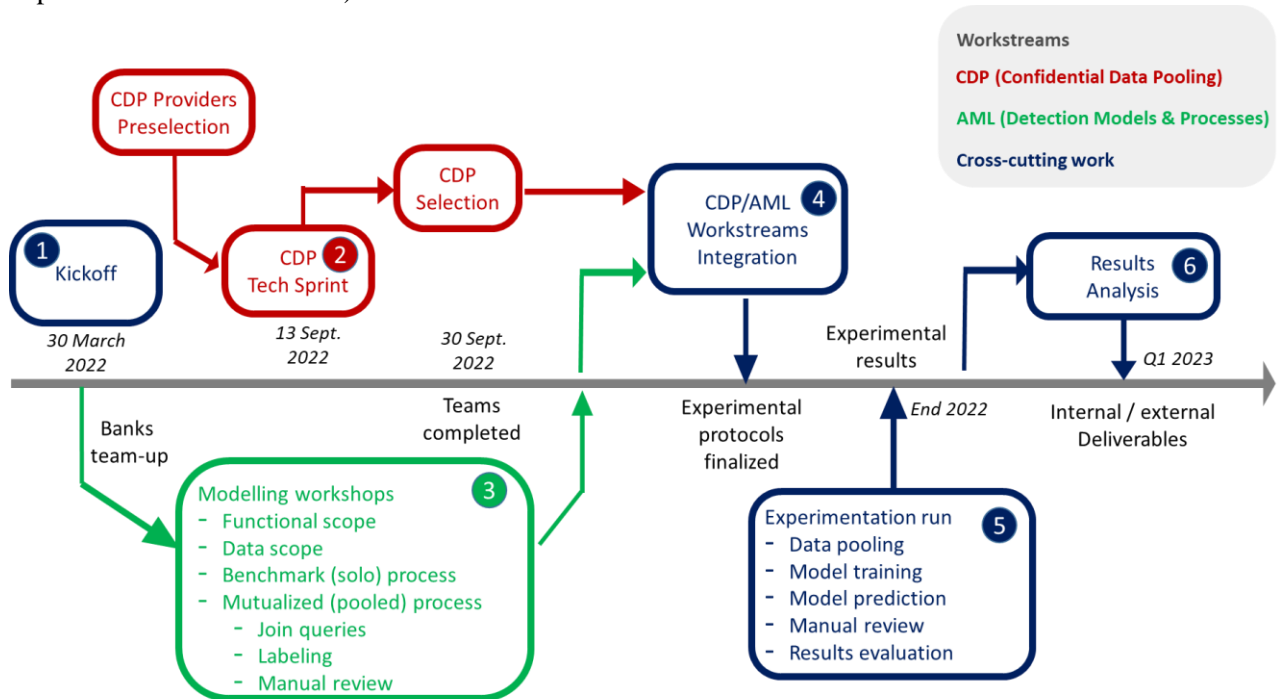 Workstreams
CDP (Confidential Data Pooling)
AML (Detection Models & Processes)
Cross-cutting work
CDP Providers
Preselection
CDP
Selection
4
CDP/AML
Workstreams
Integration
1
Kickoff
2
CDP
Tech Sprint
6
Results
Analysis
30 March
2022
13 Sept.
2022
30 Sept.
2022
Experimental
results
Q1 2023
Banks
team-up
Teams
completed
Experimental
protocols
finalized
End 2022
Internal / external
Deliverables
3
Modelling workshops
- Functional scope
- Data scope
- Benchmark (solo) process
- Mutualized (pooled) process
- Join queries
- Labeling
- Manual review
5
Experimentation run
- Data pooling
- Model training
- Model prediction
- Manual review
- Results evaluation